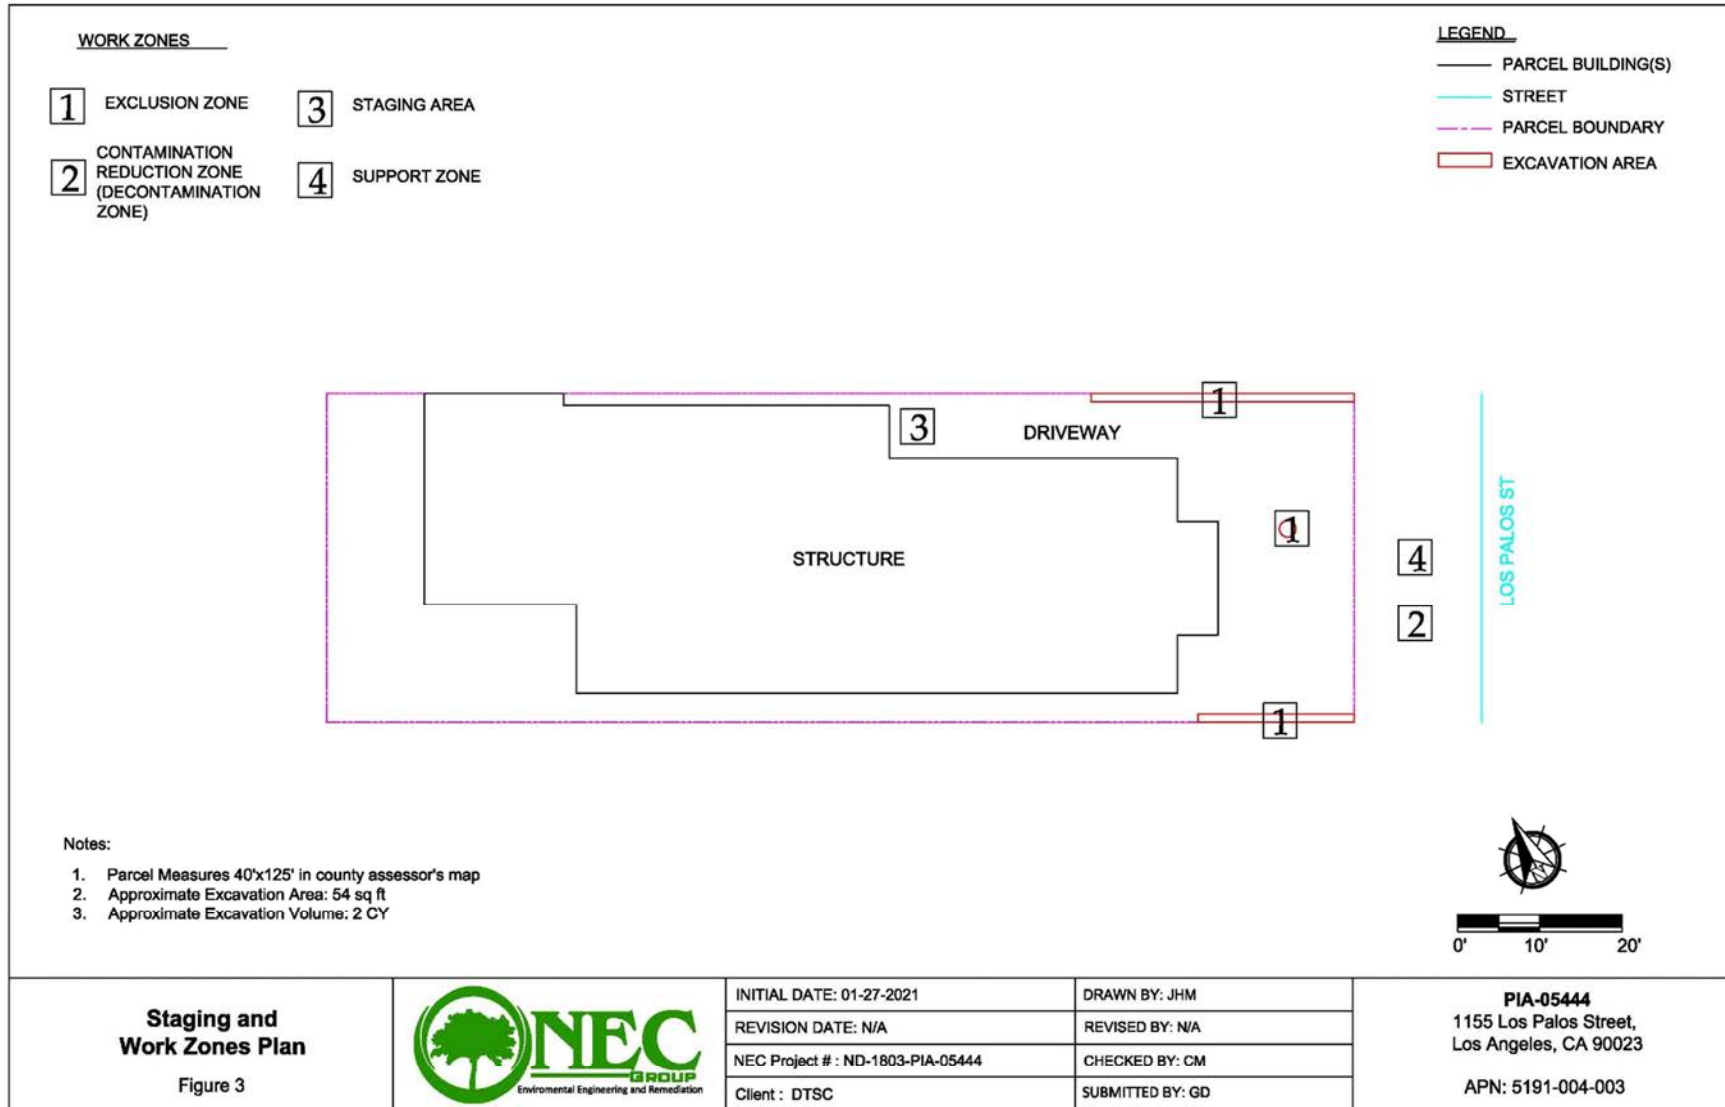 WORK ZONES
1 EXCLUSION ZONE
3 STAGING AREA
2 CONTAMINATION
REDUCTION ZONE
(DECONTAMINATION
ZONE)
4 SUPPORT ZONE
LEGEND
PARCEL BUILDING(S)
STREET
PARCEL BOUNDARY
EXCAVATION AREA
1
3
DRIVEWAY
1
STRUCTURE
4
2
LOS PALOS ST
1
Notes:
1. Parcel Measures 40'x125' in county assessor's map
2. Approximate Excavation Area: 54 sq ft
3. Approximate Excavation Volume: 2 CY
N
0' 10' 20'
Staging and
Work Zones Plan
Figure 3
NEC
GROUP
Enviromental Engineering and Remediation
INITIAL DATE: 01-27-2021
REVISION DATE: N/A
NEC Project # : ND-1803-PIA-05444
Client : DTSC
DRAWN BY: JHM
REVISED BY: N/A
CHECKED BY: CM
SUBMITTED BY: GD
PIA-05444
1155 Los Palos Street,
Los Angeles, CA 90023
APN: 5191-004-003